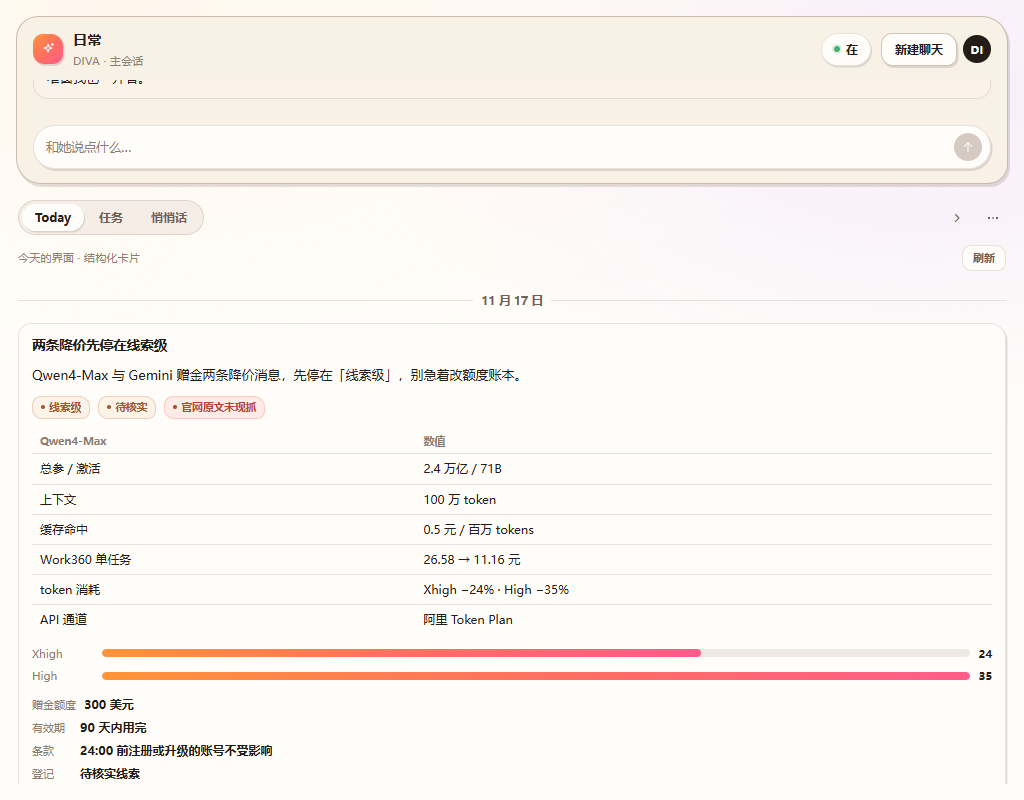 日常
DIVA · 主会话
在
新建聊天
DI
和她说点什么...
Today
任务
悄悄话
今天的界面 · 结构化卡片
刷新
11 月 17 日
两条降价先停在线索级
Qwen4-Max 与 Gemini 赠金两条降价消息，先停在「线索级」，别急着改额度账本。
线索级
待核实
官网原文未现抓
Qwen4-Max 数值
总参 / 激活 2.4 万亿 / 71B
上下文 100 万 token
缓存命中 0.5 元 / 百万 tokens
Work360 单任务 26.58 → 11.16 元
token 消耗 Xhigh −24% · High −35%
API 通道 阿里 Token Plan
Xhigh 24
High 35
赠金额度 300 美元
有效期 90 天内用完
条款 24:00 前注册或升级的账号不受影响
登记 待核实线索